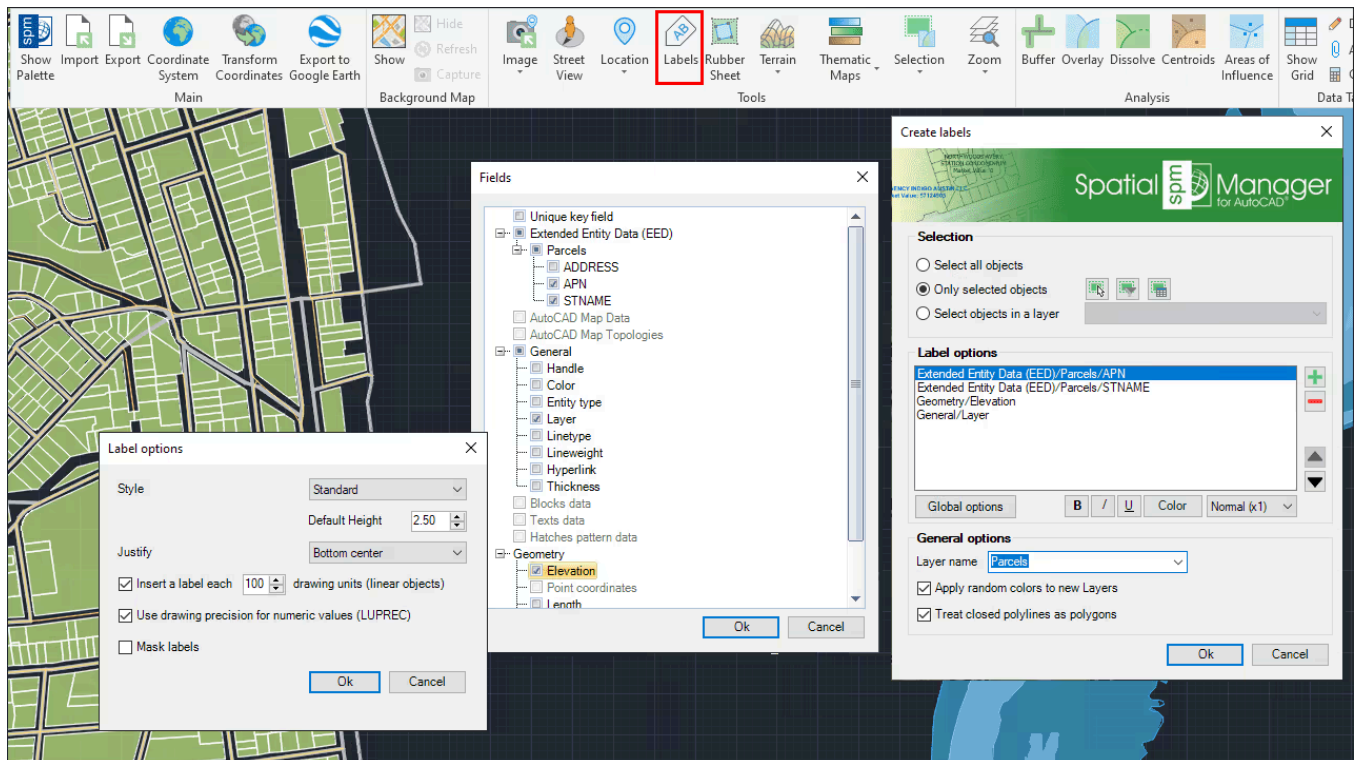 spm
Show Palette
Import
Export
Coordinate System
Transform Coordinates
Export to Google Earth
Main
Show
Hide
Refresh
Capture
Background Map
Image
Street View
Location
Labels
Rubber Sheet
Terrain
Thematic Maps
Selection
Zoom
Tools
Buffer
Overlay
Dissolve
Centroids
Areas of Influence
Analysis
Show Grid
Data Ta
Create labels
Spatial spm Manager
for AutoCAD®
Selection
Select all objects
Only selected objects
Select objects in a layer
Label options
Extended Entity Data (EED)/Parcels/APN
Extended Entity Data (EED)/Parcels/STNAME
Geometry/Elevation
General/Layer
Global options
B
I
U
Color
Normal (x1)
General options
Layer name
Parcels
Apply random colors to new Layers
Treat closed polylines as polygons
Ok
Cancel
Fields
Unique key field
Extended Entity Data (EED)
Parcels
ADDRESS
APN
STNAME
AutoCAD Map Data
AutoCAD Map Topologies
General
Handle
Color
Entity type
Layer
Linetype
Lineweight
Hyperlink
Thickness
Blocks data
Texts data
Hatches pattern data
Geometry
Elevation
Point coordinates
Length
Ok
Cancel
Label options
Style
Standard
Default Height
2.50
Justify
Bottom center
Insert a label each 100 drawing units (linear objects)
Use drawing precision for numeric values (LUPREC)
Mask labels
Ok
Cancel